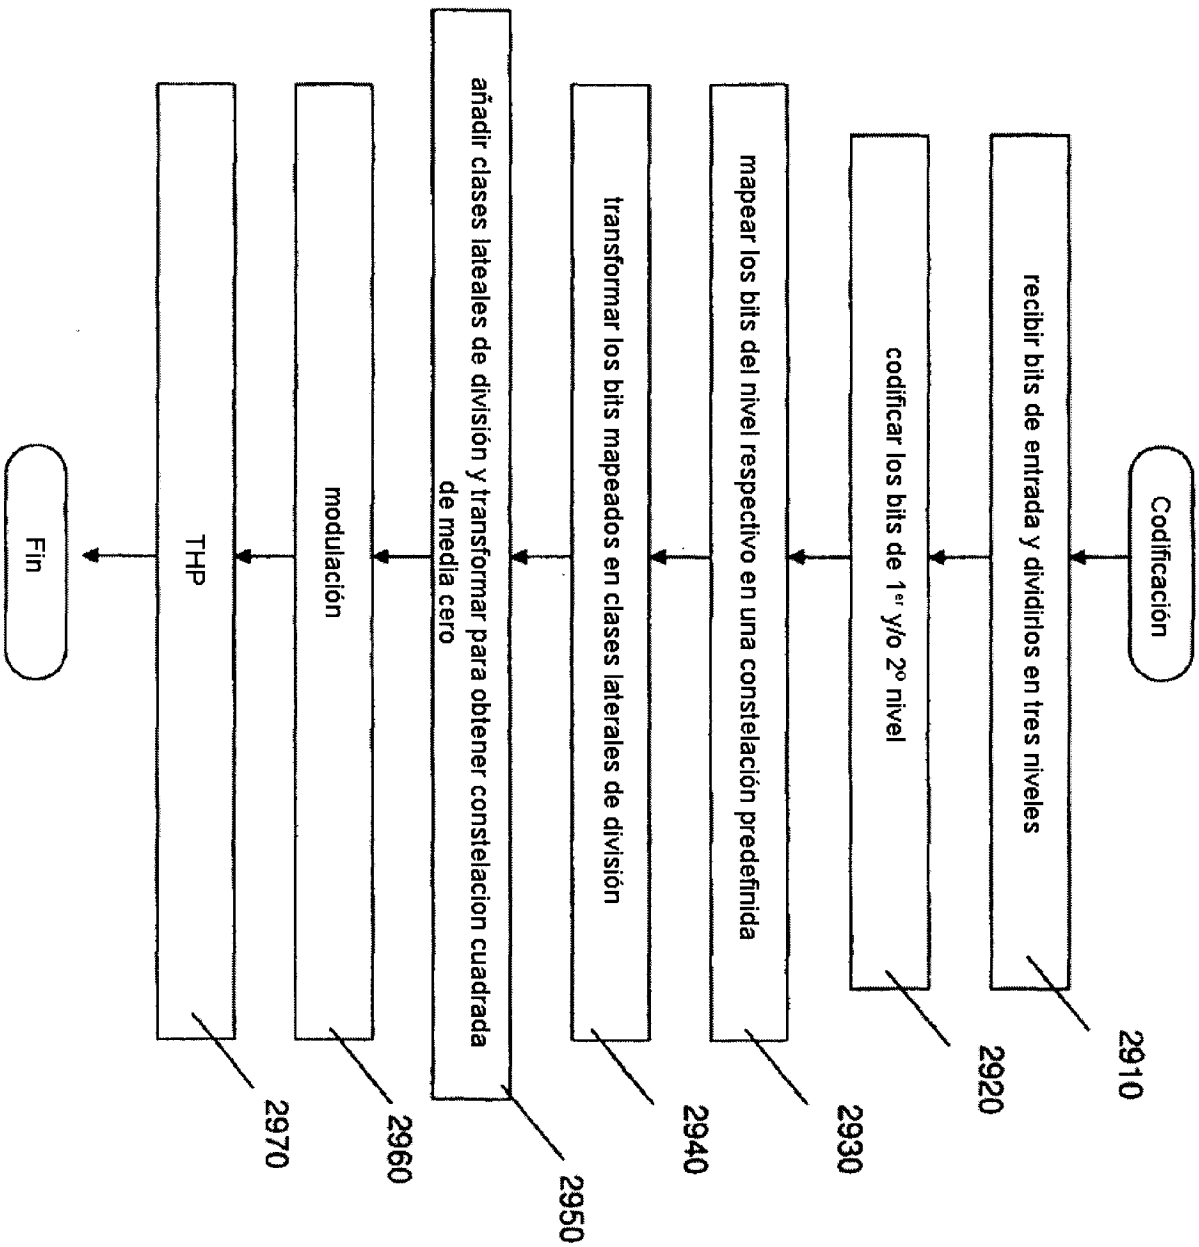 Codificación
recibir bits de entrada y dividirlos en tres niveles
2910
codificar los bits de 1er y/o 2º nivel
2920
mapear los bits del nivel respectivo en una constelación predefinida
2930
transformar los bits mapeados en clases laterales de división
2940
añadir clases lateales de división y transformar para obtener constelacion cuadrada
de media cero
2950
modulación
2960
THP
2970
Fin